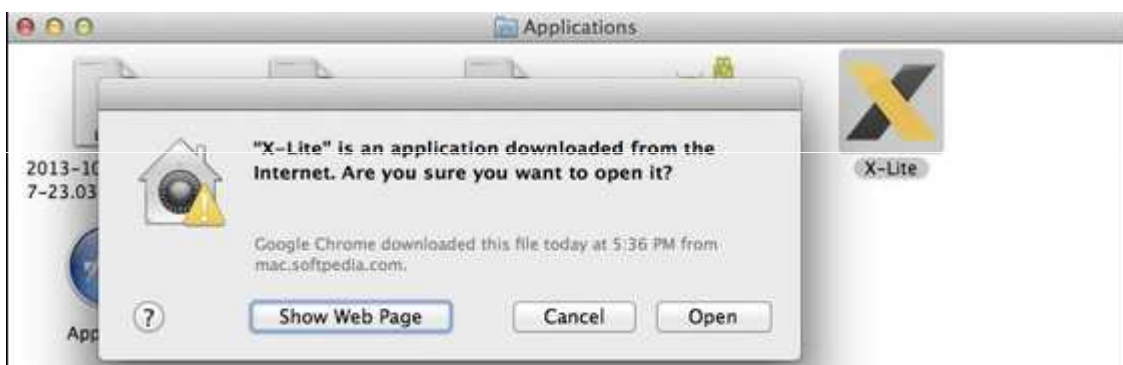 Applications
"X-Lite" is an application downloaded from the
Internet. Are you sure you want to open it?
Google Chrome downloaded this file today at 5:36 PM from
mac.softpedia.com.
? Show Web Page Cancel Open
2013-10
7-23.03
X-Lite
App